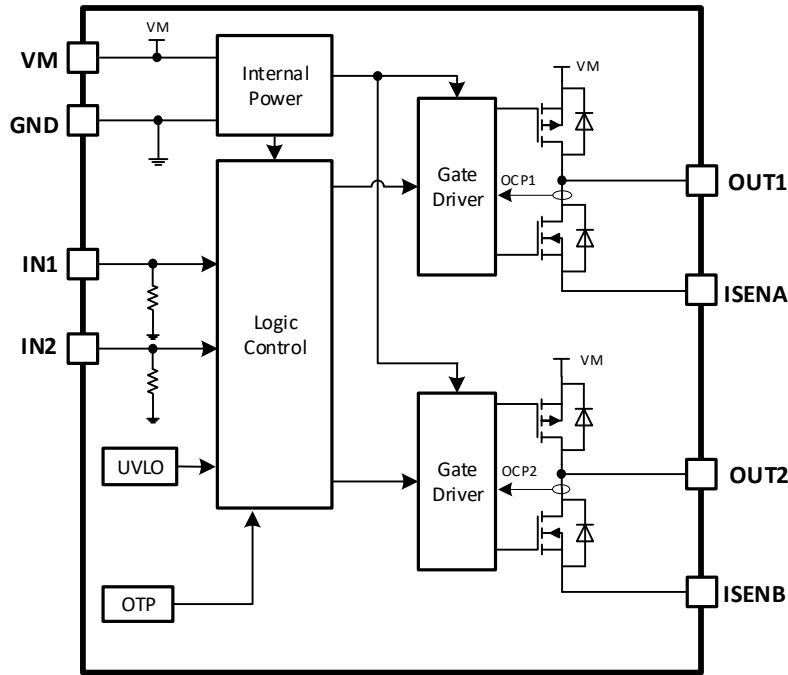 VM
VM
Internal
Power
VM
GND
Gate
Driver
OCP1
OUT1
IN1
ISENA
Logic
Control
IN2
VM
UVLO
Gate
Driver
OCP2
OUT2
OTP
ISENB